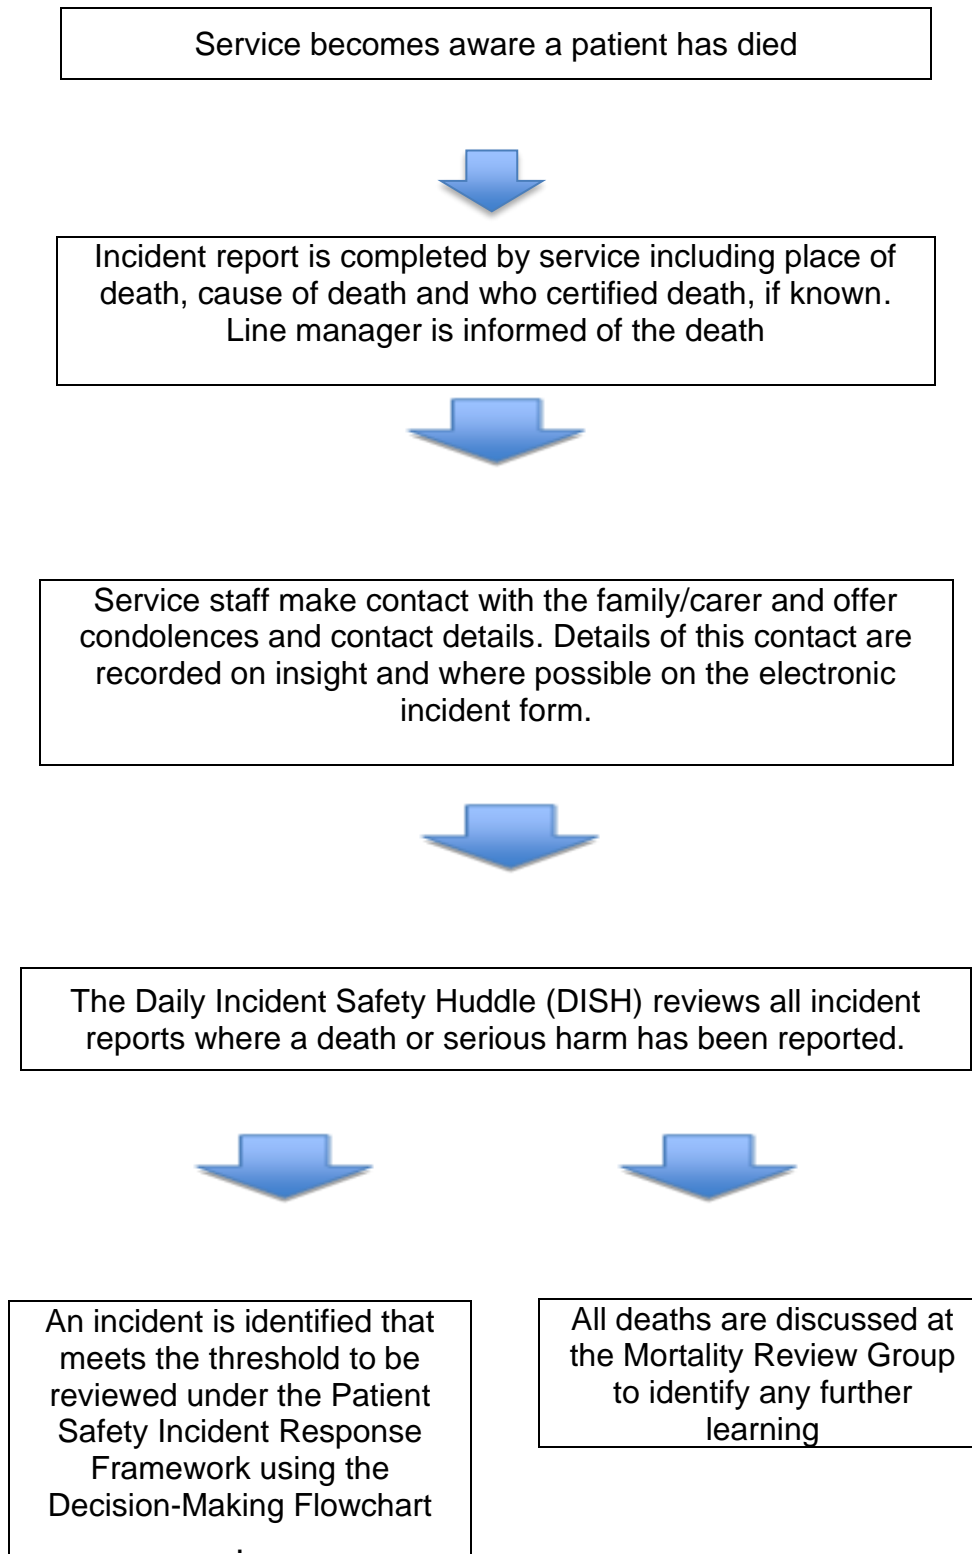 Service becomes aware a patient has died
Incident report is completed by service including place of
death, cause of death and who certified death, if known.
Line manager is informed of the death
Service staff make contact with the family/carer and offer
condolences and contact details. Details of this contact are
recorded on insight and where possible on the electronic
incident form.
The Daily Incident Safety Huddle (DISH) reviews all incident
reports where a death or serious harm has been reported.
An incident is identified that
meets the threshold to be
reviewed under the Patient
Safety Incident Response
Framework using the
Decision-Making Flowchart
.
All deaths are discussed at
the Mortality Review Group
to identify any further
learning